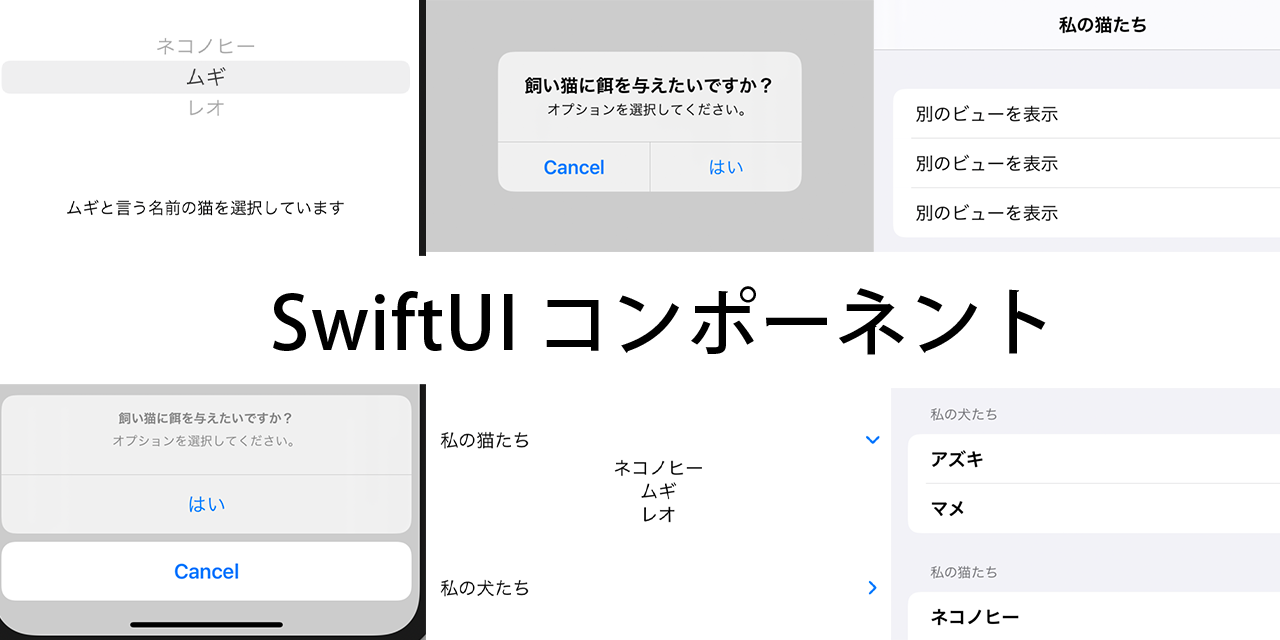 ネコノヒー
ムギ
レオ
ムギと言う名前の猫を選択しています
飼い猫に餌を与えたいですか？
オプションを選択してください。
Cancel
はい
私の猫たち
別のビューを表示
別のビューを表示
別のビューを表示
SwiftUI コンポーネント
飼い猫に餌を与えたいですか？
オプションを選択してください。
はい
Cancel
私の猫たち
ネコノヒー
ムギ
レオ
私の犬たち
私の犬たち
アズキ
マメ
私の猫たち
ネコノヒー